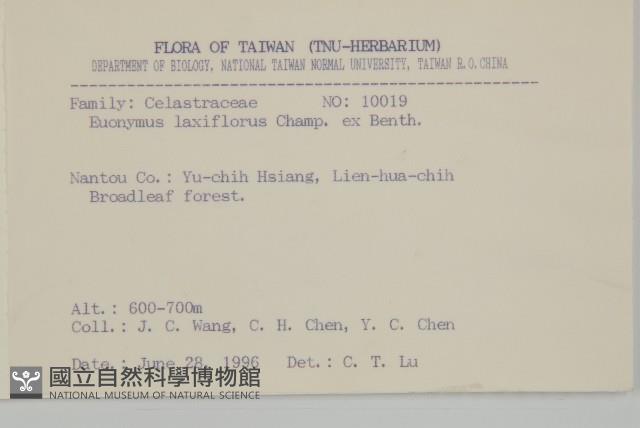 FLORA OF TAIWAN (TNU-HERBARIUM)
DEPARTMENT OF BIOLOGY, NATIONAL TAIWAN NORMAL UNIVERSITY, TAIWAN R.O.CHINA
Family: Celastraceae NO: 10019
Euonymus laxiflorus Champ. ex Benth.
Nantou Co.: Yu-chih Hsiang, Lien-hua-chih
Broadleaf forest.
Alt.: 600-700m
Coll.: J. C. Wang, C. H. Chen, Y. C. Chen
Date.: June 28, 1996 Det.: C. T. Lu
國立自然科學博物館
NATIONAL MUSEUM OF NATURAL SCIENCE